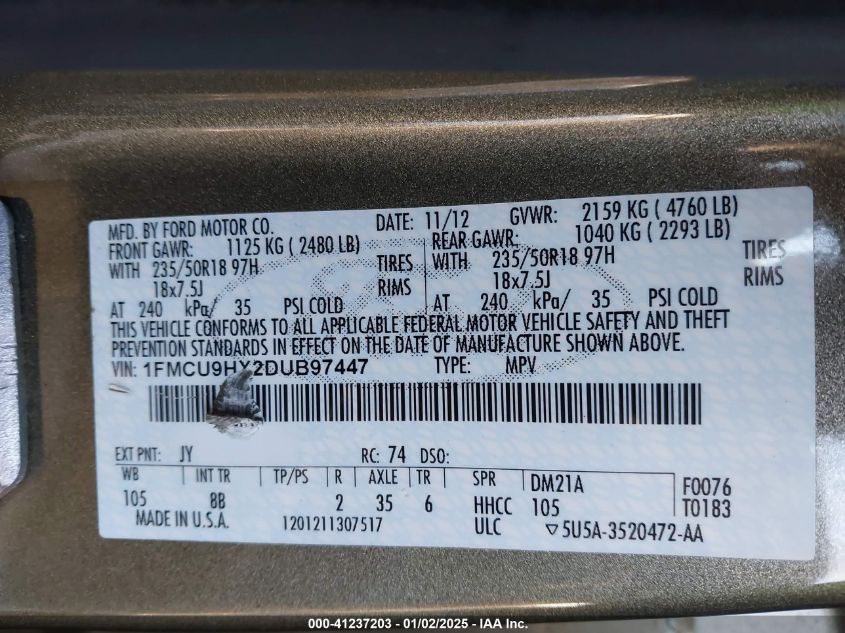 MFD. BY FORD MOTOR CO. DATE: 11/12 GVWR: 2159 KG ( 4760 LB)
FRONT GAWR: 1125 KG ( 2480 LB) REAR GAWR: 1040 KG ( 2293 LB)
WITH 235/50R18 97H TIRES WITH 235/50R18 97H TIRES
18x7.5J RIMS 18x7.5J RIMS
AT 240 kPa/ 35 PSI COLD AT 240 kPa/ 35 PSI COLD
THIS VEHICLE CONFORMS TO ALL APPLICABLE FEDERAL MOTOR VEHICLE SAFETY AND THEFT
PREVENTION STANDARDS IN EFFECT ON THE DATE OF MANUFACTURE SHOWN ABOVE.
VIN: 1FMCU9HX2DUB97447 TYPE: MPV
EXT PNT: JY RC: 74 DSO:
WB INT TR TP/PS R AXLE TR SPR DM21A F0076
105 8B 2 35 6 HHCC 105 T0183
MADE IN U.S.A. 1201211307517 ULC ▽5U5A-3520472-AA
000-41237203 - 01/02/2025 - IAA Inc.